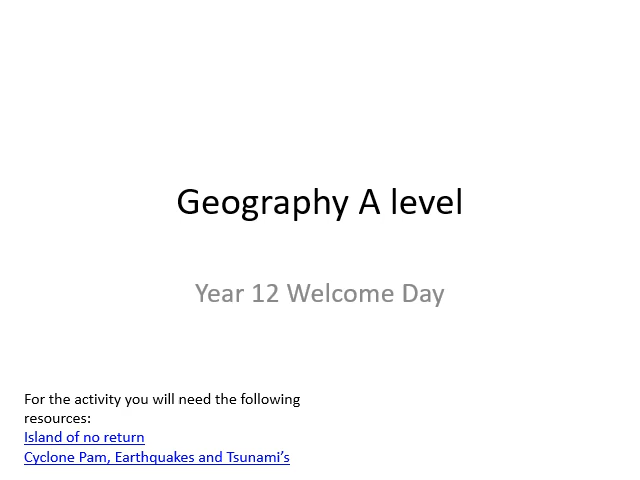 Geography A level
Year 12 Welcome Day
For the activity you will need the following
resources:
Island of no return
Cyclone Pam, Earthquakes and Tsunami’s